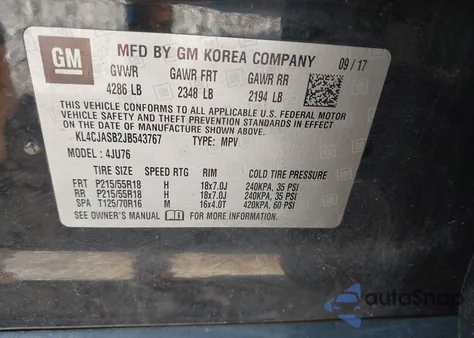 GM
MFD BY GM KOREA COMPANY 09 / 17
GVWR GAWR FRT GAWR RR
4286 LB 2348 LB 2194 LB
THIS VEHICLE CONFORMS TO ALL APPLICABLE U.S. FEDERAL MOTOR
VEHICLE SAFETY, BUMPER, AND THEFT PREVENTION STANDARDS IN
EFFECT ON THE DATE OF MANUFACTURE SHOWN ABOVE.
KL4CJASB2JB543767 TYPE: MPV
MODEL: 4JU76
TIRE SIZE SPEED RTG RIM COLD TIRE PRESSURE
FRT P215/55R18 H 18x7.0J 240KPA, 35 PSI
RR P215/55R18 H 18x7.0J 240KPA, 35 PSI
SPA T125/70R16 M 16x4.0T 420KPA, 60 PSI
SEE OWNER'S MANUAL FOR MORE INFORMATION.
autoSnap